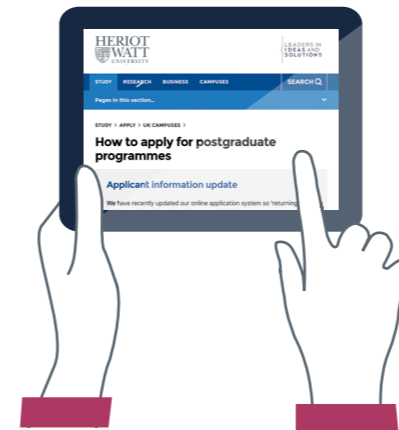 HERIOT
WATT
UNIVERSITY
LEADERS IN
IDEAS AND
SOLUTIONS
STUDY RESEARCH BUSINESS CAMPUSES SEARCH
Pages in this section...
STUDY > APPLY > UK CAMPUSES >
How to apply for postgraduate
programmes
Applicant information update
We have recently updated our online application system so 'returning